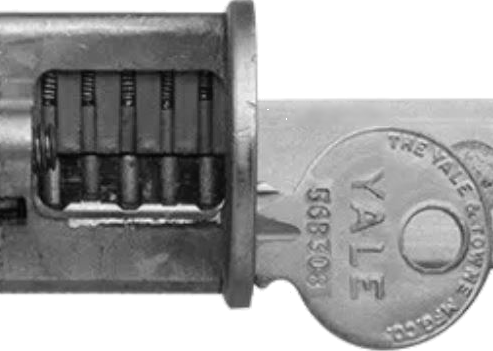 THE YALE & TOWNE MFG.CO.
YALE
568308